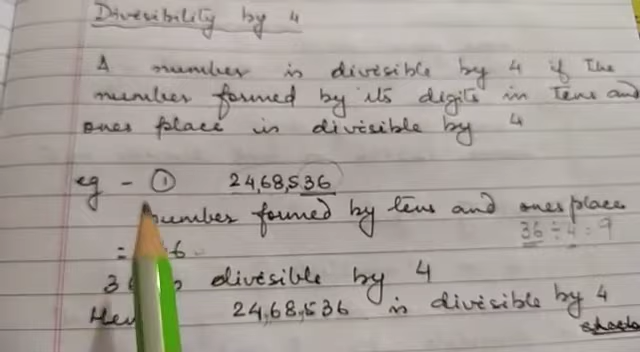 Divisibility by 4
A number is divisible by 4 if the
number formed by its digits in Tens and
ones place is divisible by 4
eg - ① 24,68,536
number formed by tens and ones place
36 ÷ 4 = 9
=
divisible by 4
24,68,536 is divisible by 4